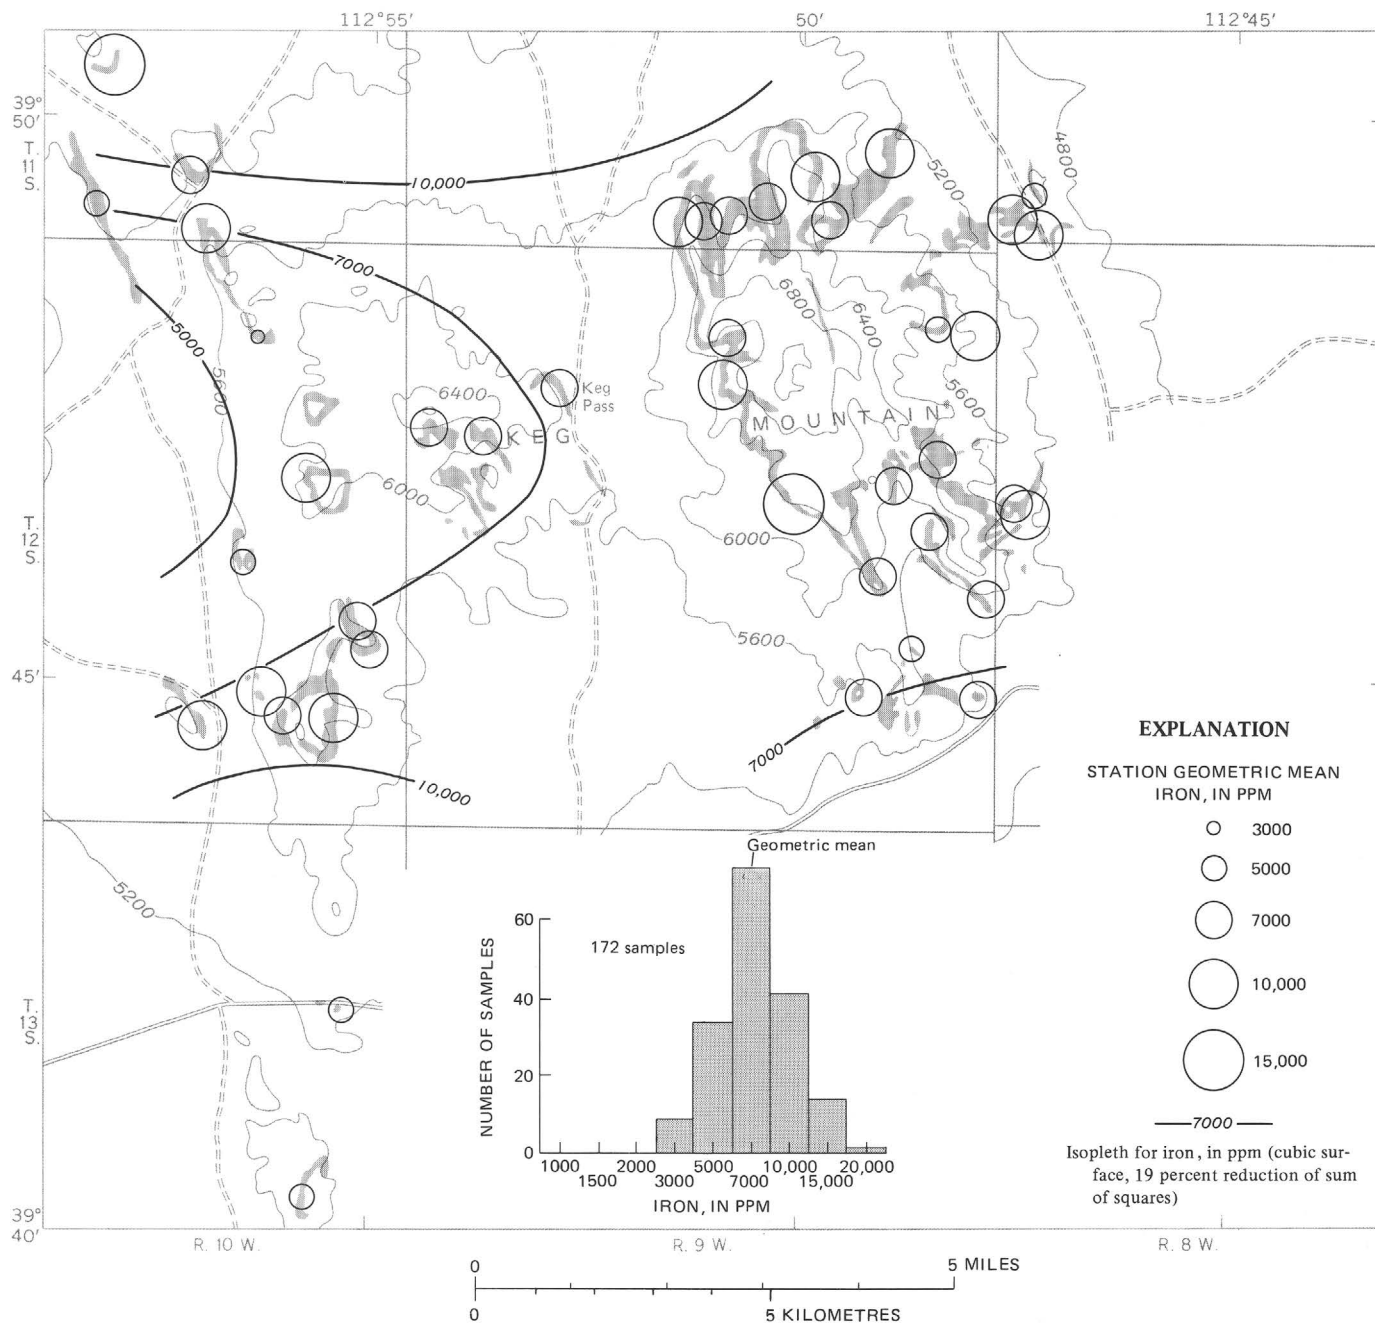 112°55'
50'
112°45'
39°
50'
T.
11
S.
10,000
5200
4800
7000
5000
5600
6800
6400
6400
5600
Keg
Pass
MOUNTAIN
KEG
6000
T.
12
S.
6000
5600
45'
7000
10,000
5200
T.
13
S.
39°
40'
R. 10 W.
R. 9 W.
R. 8 W.
EXPLANATION
STATION GEOMETRIC MEAN
IRON, IN PPM
3000
5000
7000
10,000
15,000
7000
Isopleth for iron, in ppm (cubic sur-
face, 19 percent reduction of sum
of squares)
Geometric mean
172 samples
NUMBER OF SAMPLES
60
40
20
0
1000 2000 5000 10,000 20,000
1500 3000 7000 15,000
IRON, IN PPM
0 5 MILES
0 5 KILOMETRES